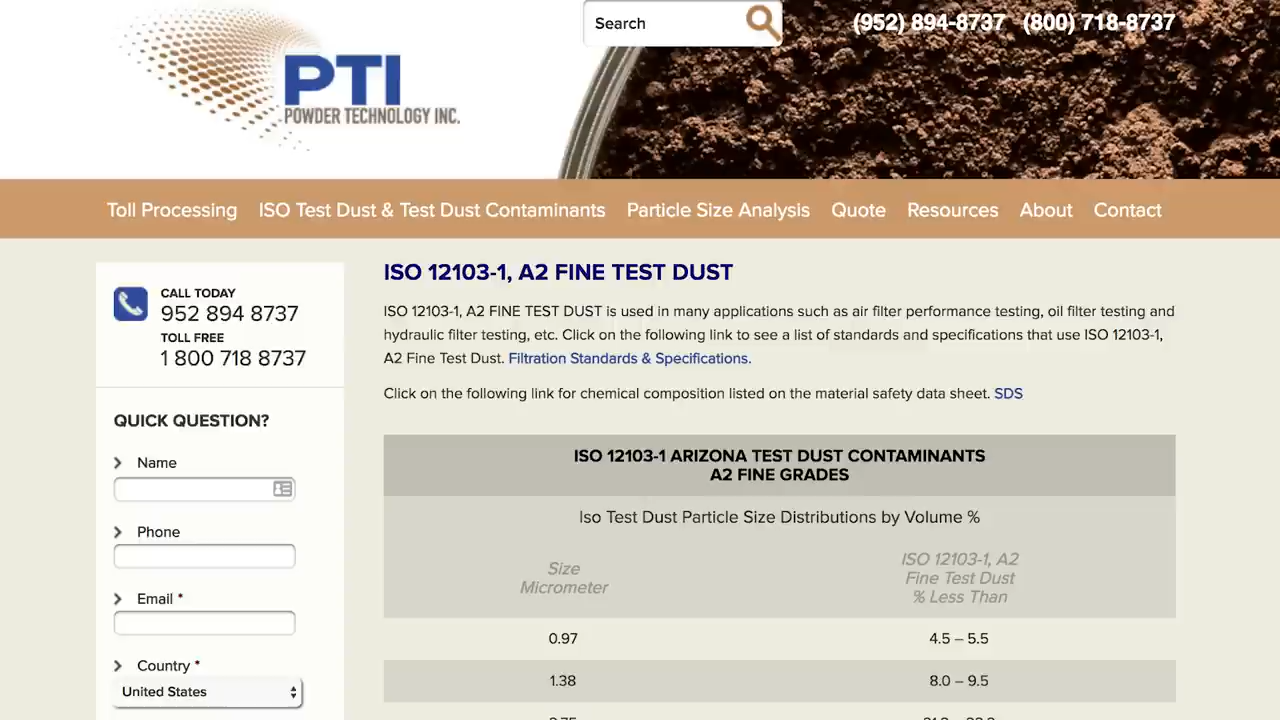 Search
(952) 894-8737 (800) 718-8737
PTI
POWDER TECHNOLOGY INC.
Toll Processing ISO Test Dust & Test Dust Contaminants Particle Size Analysis Quote Resources About Contact
CALL TODAY
952 894 8737
TOLL FREE
1 800 718 8737
QUICK QUESTION?
Name
Phone
Email *
Country *
United States
ISO 12103-1, A2 FINE TEST DUST
ISO 12103-1, A2 FINE TEST DUST is used in many applications such as air filter performance testing, oil filter testing and
hydraulic filter testing, etc. Click on the following link to see a list of standards and specifications that use ISO 12103-1,
A2 Fine Test Dust. Filtration Standards & Specifications.
Click on the following link for chemical composition listed on the material safety data sheet. SDS
ISO 12103-1 ARIZONA TEST DUST CONTAMINANTS
A2 FINE GRADES
Iso Test Dust Particle Size Distributions by Volume %
Size
Micrometer
ISO 12103-1, A2
Fine Test Dust
% Less Than
0.97 4.5 – 5.5
1.38 8.0 – 9.5